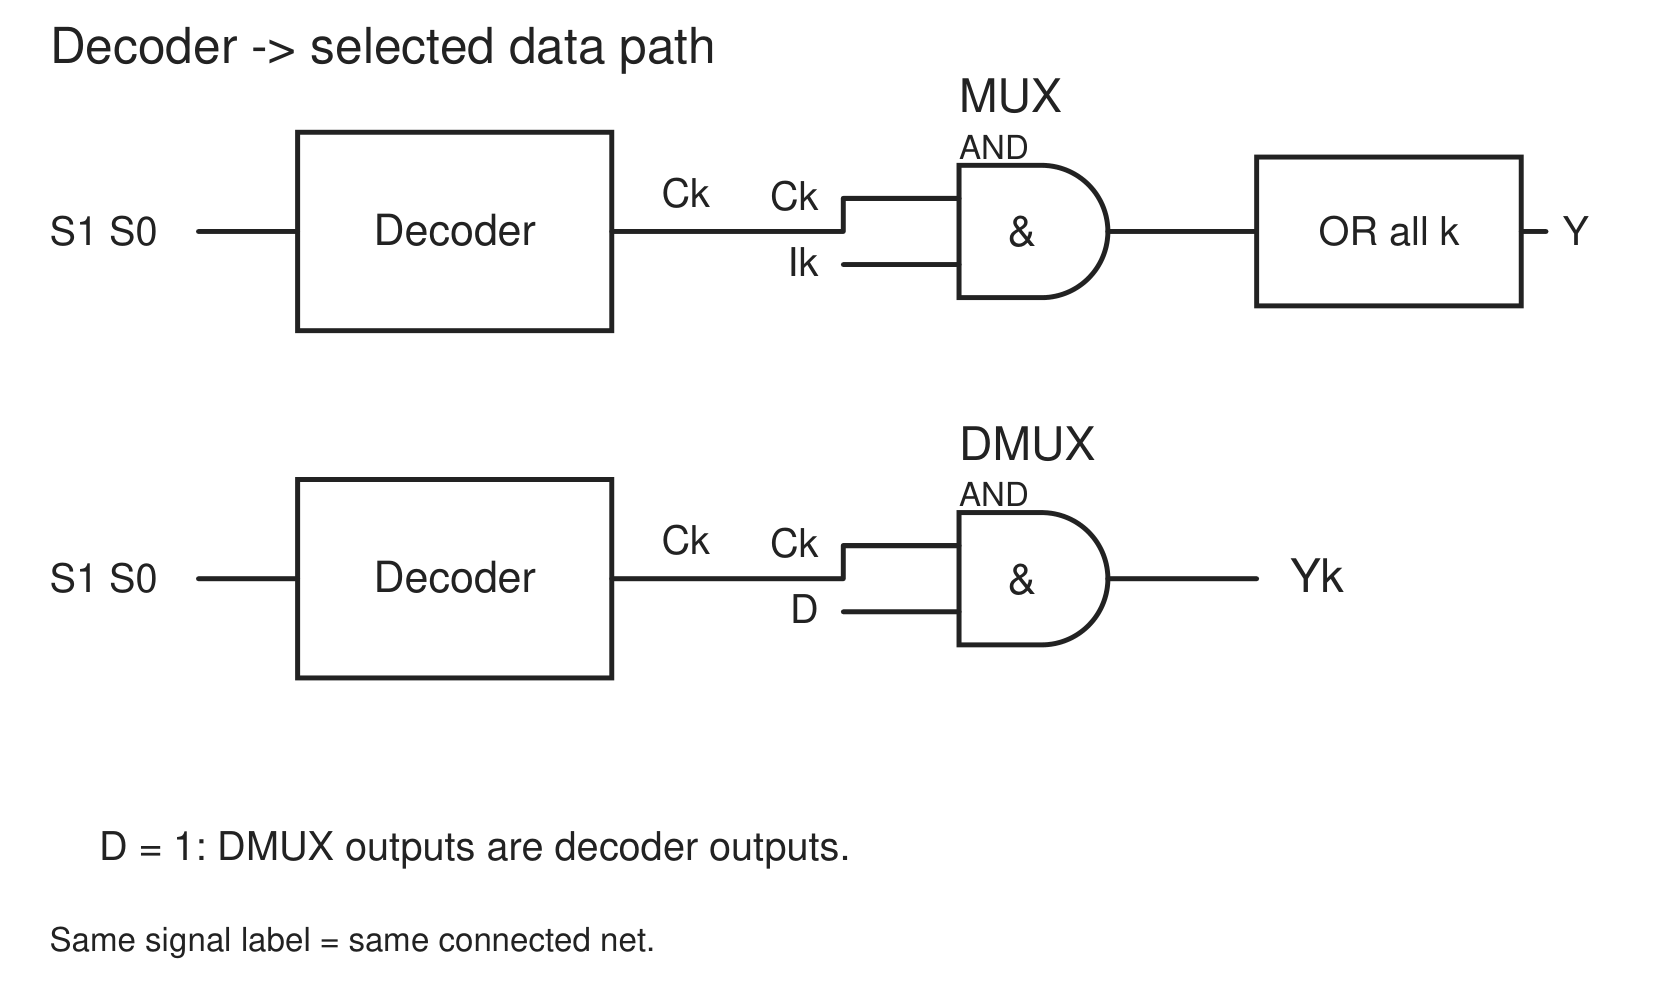 Decoder -> selected data path
MUX
AND
S1 S0
Decoder
Ck
Ck
Ik
&
OR all k
Y
DMUX
AND
S1 S0
Decoder
Ck
Ck
D
&
Yk
D = 1: DMUX outputs are decoder outputs.
Same signal label = same connected net.